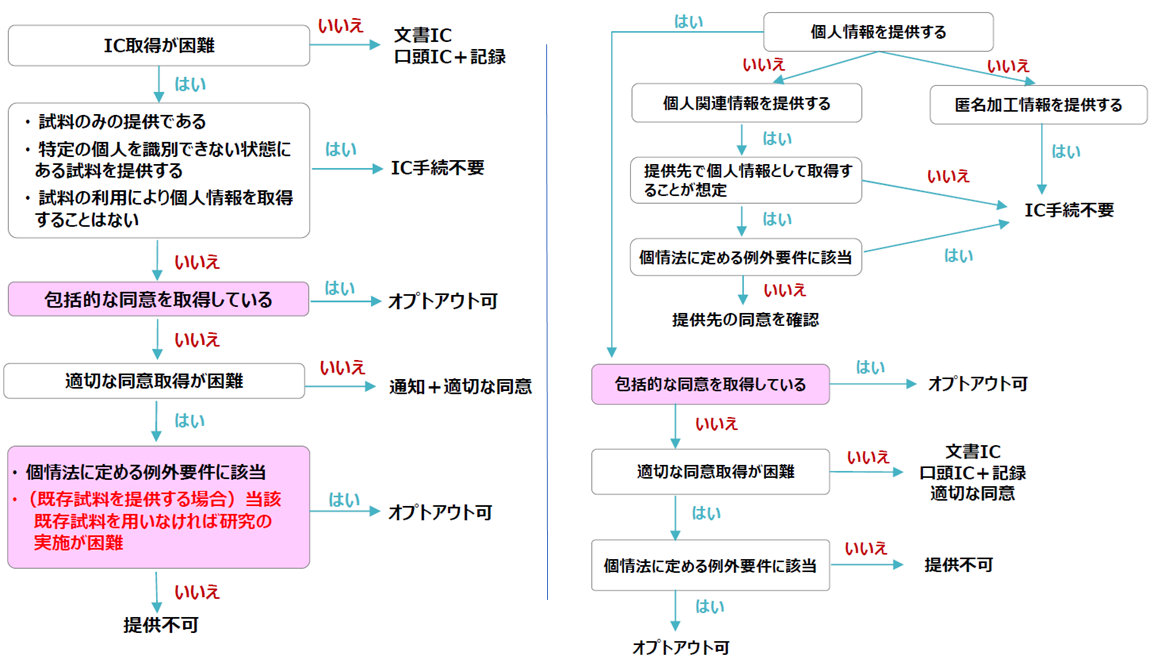 IC取得が困難
いいえ
文書IC
口頭IC＋記録
はい
・ 試料のみの提供である
・ 特定の個人を識別できない状態に
ある試料を提供する
・ 試料の利用により個人情報を取得
することはない
はい
IC手続不要
いいえ
包括的な同意を取得している
はい
オプトアウト可
いいえ
適切な同意取得が困難
いいえ
通知＋適切な同意
はい
・ 個情法に定める例外要件に該当
・（既存試料を提供する場合）当該
既存試料を用いなければ研究の
実施が困難
はい
オプトアウト可
いいえ
提供不可
はい
個人情報を提供する
いいえ
いいえ
個人関連情報を提供する
匿名加工情報を提供する
はい
はい
提供先で個人情報として取得す
ることが想定
いいえ
IC手続不要
はい
個情法に定める例外要件に該当
はい
いいえ
提供先の同意を確認
包括的な同意を取得している
はい
オプトアウト可
いいえ
適切な同意取得が困難
いいえ
文書IC
口頭IC＋記録
適切な同意
はい
個情法に定める例外要件に該当
いいえ
提供不可
はい
オプトアウト可